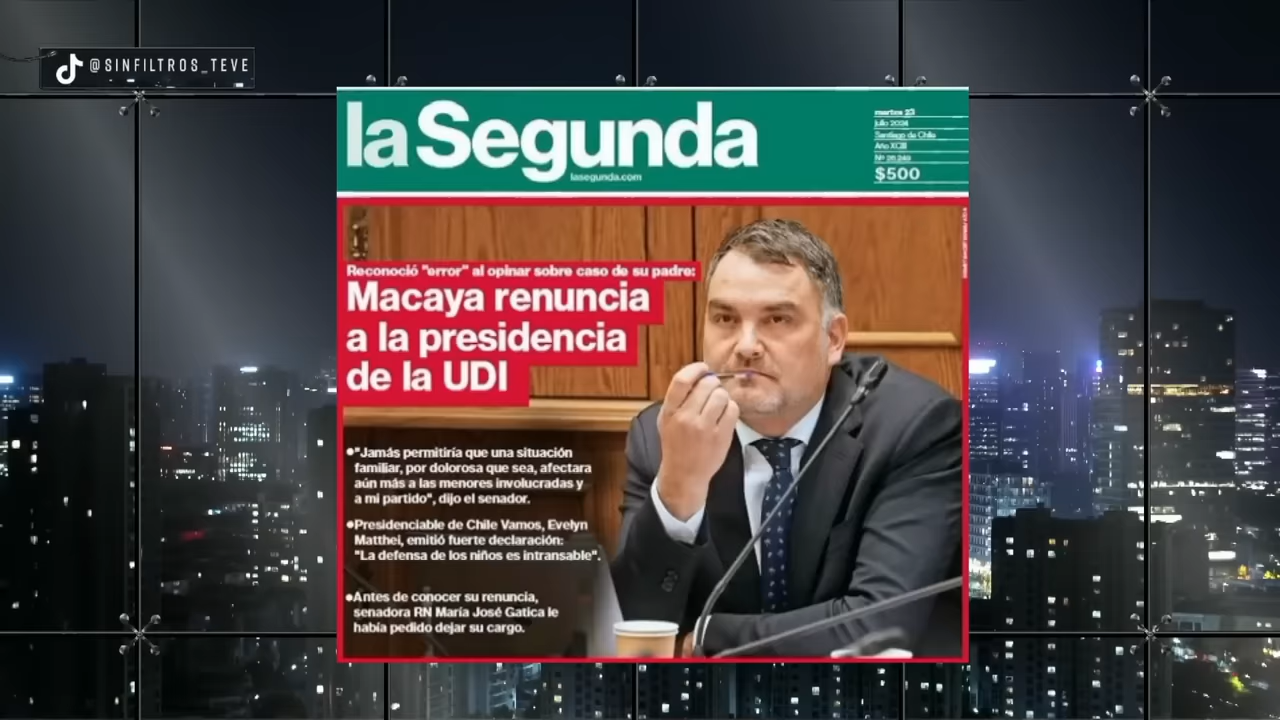 @SINFILTROS_TEVE
la Segunda
lasegunda.com
martes 23
julio 2024
Santiago de Chile
Año XCIII
$500
Reconoció "error" al opinar sobre caso de su padre:
Macaya renuncia
a la presidencia
de la UDI
•"Jamás permitiría que una situación
familiar, por dolorosa que sea, afectara
aún más a las menores involucradas y
a mi partido", dijo el senador.
•Presidenciable de Chile Vamos, Evelyn
Matthei, emitió fuerte declaración:
"La defensa de los niños es intransable".
•Antes de conocer su renuncia,
senadora RN María José Gatica le
había pedido dejar su cargo.